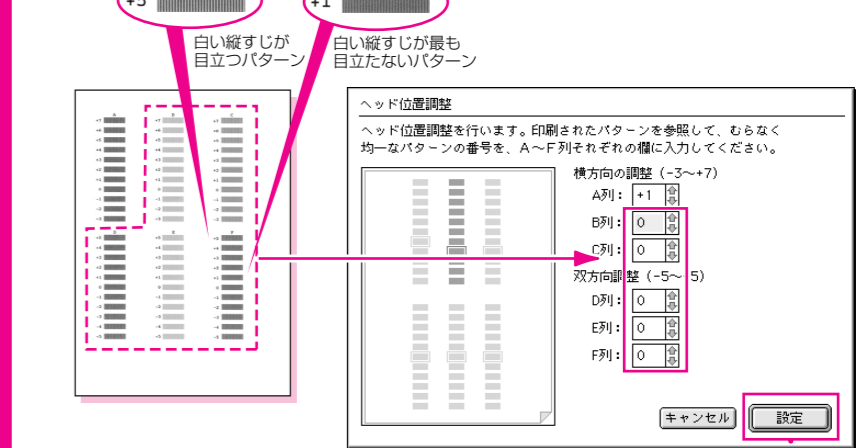 +1
白い縦すじが
目立つパターン
白い縦すじが最も
目立たないパターン
A
B
C
D
E
F
ヘッド位置調整
ヘッド位置調整を行います。印刷されたパターンを参照して、むらなく
均一なパターンの番号を、A〜F列それぞれの欄に入力してください。
横方向の調整（-3〜+7）
A列： +1
B列： 0
C列： 0
双方向調整（-5〜 5）
D列： 0
E列： 0
F列： 0
キャンセル
設定